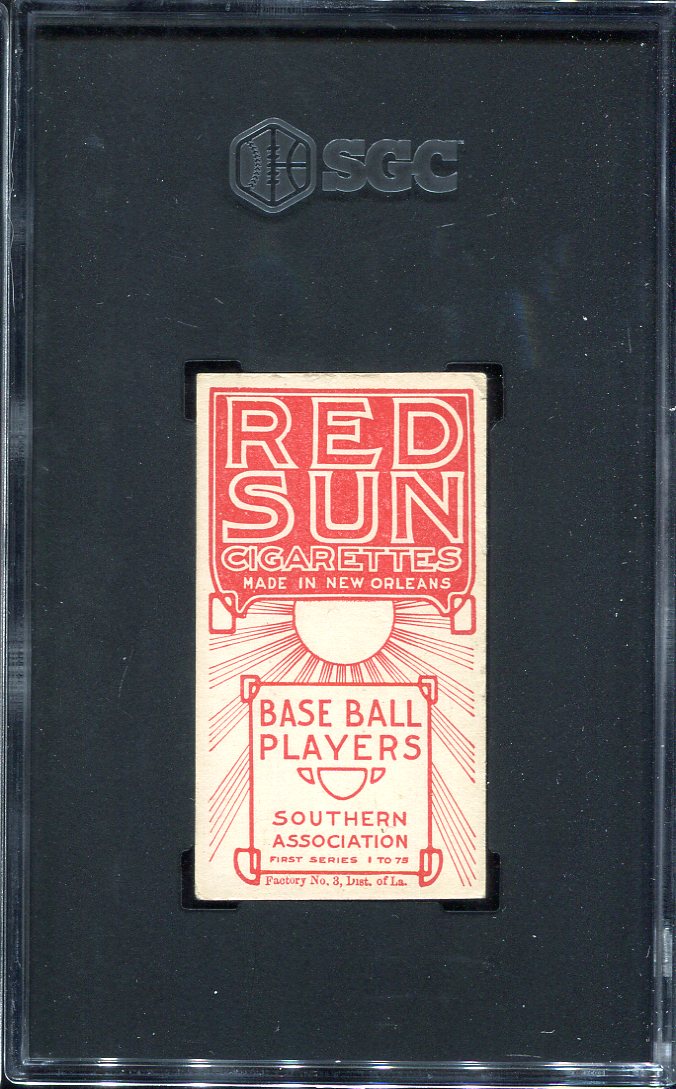 SGC
RED
SUN
CIGARETTES
MADE IN NEW ORLEANS
BASE BALL
PLAYERS
SOUTHERN
ASSOCIATION
FIRST SERIES 1 TO 75
Factory No. 3, Dist. of La.